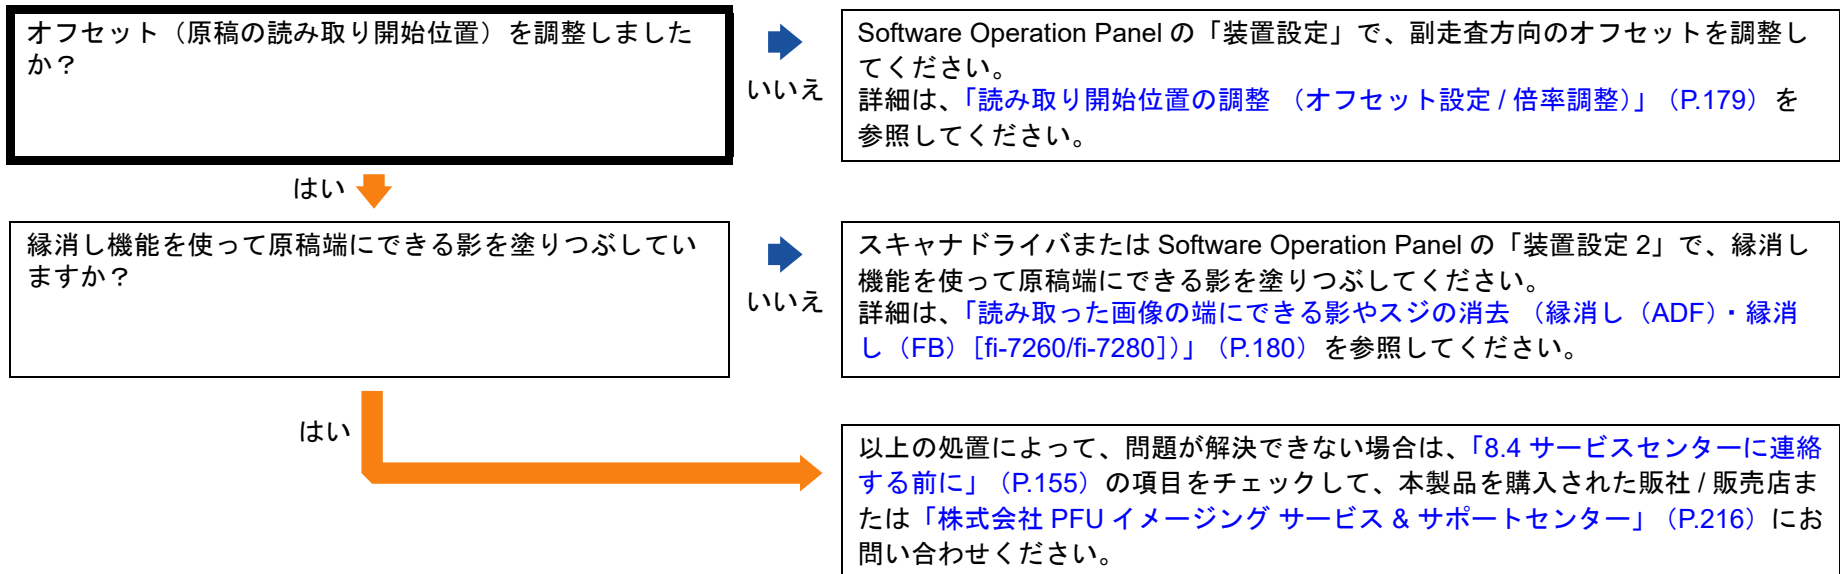 オフセット（原稿の読み取り開始位置）を調整しました
か？
いいえ
Software Operation Panel の「装置設定」で、副走査方向のオフセットを調整し
てください。
詳細は、「読み取り開始位置の調整 （オフセット設定 / 倍率調整）」（P.179）を
参照してください。
はい
縁消し機能を使って原稿端にできる影を塗りつぶしてい
ますか？
いいえ
スキャナドライバまたは Software Operation Panel の「装置設定 2」で、縁消し
機能を使って原稿端にできる影を塗りつぶしてください。
詳細は、「読み取った画像の端にできる影やスジの消去 （縁消し（ADF）・縁消
し（FB）［fi-7260/fi-7280］）」（P.180）を参照してください。
はい
以上の処置によって、問題が解決できない場合は、「8.4 サービスセンターに連絡
する前に」（P.155）の項目をチェックして、本製品を購入された販社 / 販売店ま
たは「株式会社 PFU イメージング サービス & サポートセンター」（P.216）にお
問い合わせください。